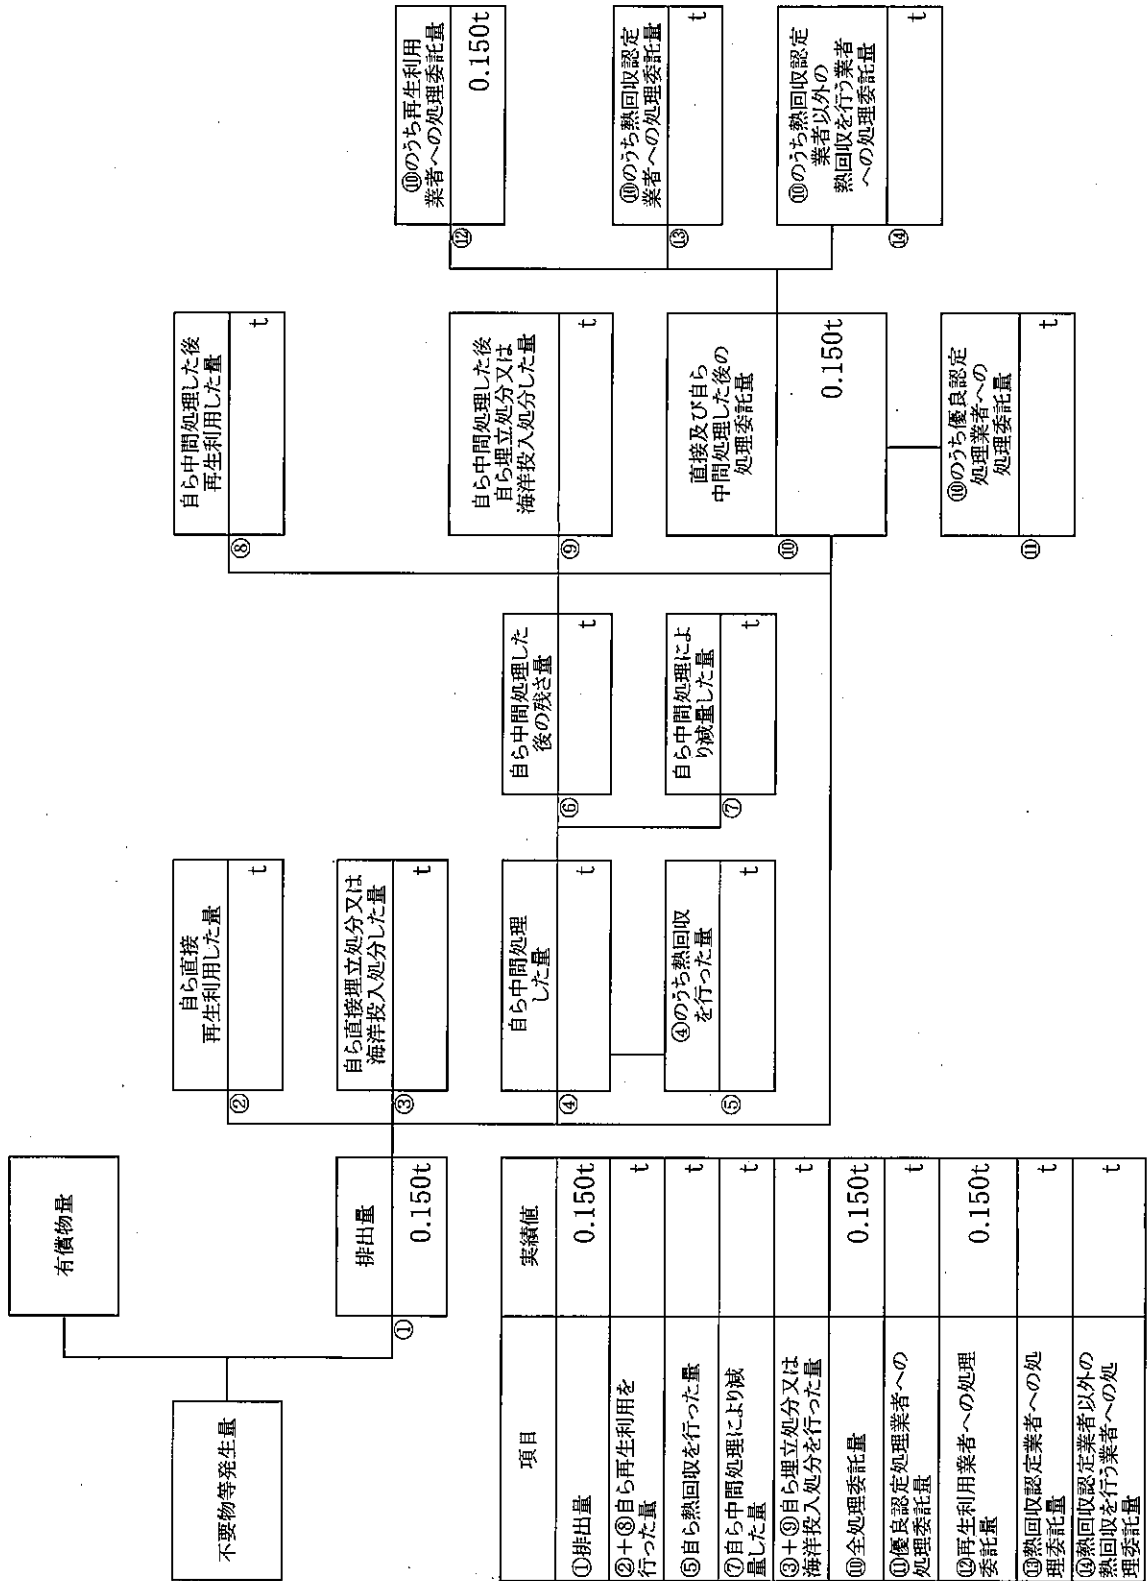 不要物等発生量
有償物量
①
排出量
0.150t
②
自ら直接
再生利用した量
t
③
自ら直接埋立処分又は
海洋投入処分した量
t
④
自ら中間処理
した量
t
⑤
④のうち熱回収
を行った量
t
⑥
自ら中間処理した
後の残さ量
t
⑦
自ら中間処理によ
り減量した量
t
⑧
自ら中間処理した後
再生利用した量
t
⑨
自ら中間処理した後
自ら埋立処分又は
海洋投入処分した量
t
⑩
直接及び自ら
中間処理した後の
処理委託量
0.150t
⑪
⑩のうち優良認定
処理業者への
処理委託量
t
⑫
⑩のうち再生利用
業者への処理委託量
0.150t
⑬
⑩のうち熱回収認定
業者への処理委託量
t
⑭
⑩のうち熱回収認定
業者以外の
熱回収を行う業者
への処理委託量
t
項目 実績値
①排出量 0.150t
②+⑧自ら再生利用を
行った量 t
⑤自ら熱回収を行った量 t
⑦自ら中間処理により減
量した量 t
③+⑨自ら埋立処分又は
海洋投入処分を行った量 t
⑩全処理委託量 0.150t
⑪優良認定処理業者への
処理委託量 t
⑫再生利用業者への処理
委託量 0.150t
⑬熱回収認定業者への処
理委託量 t
⑭熱回収認定業者以外の
熱回収を行う業者への処
理委託量 t